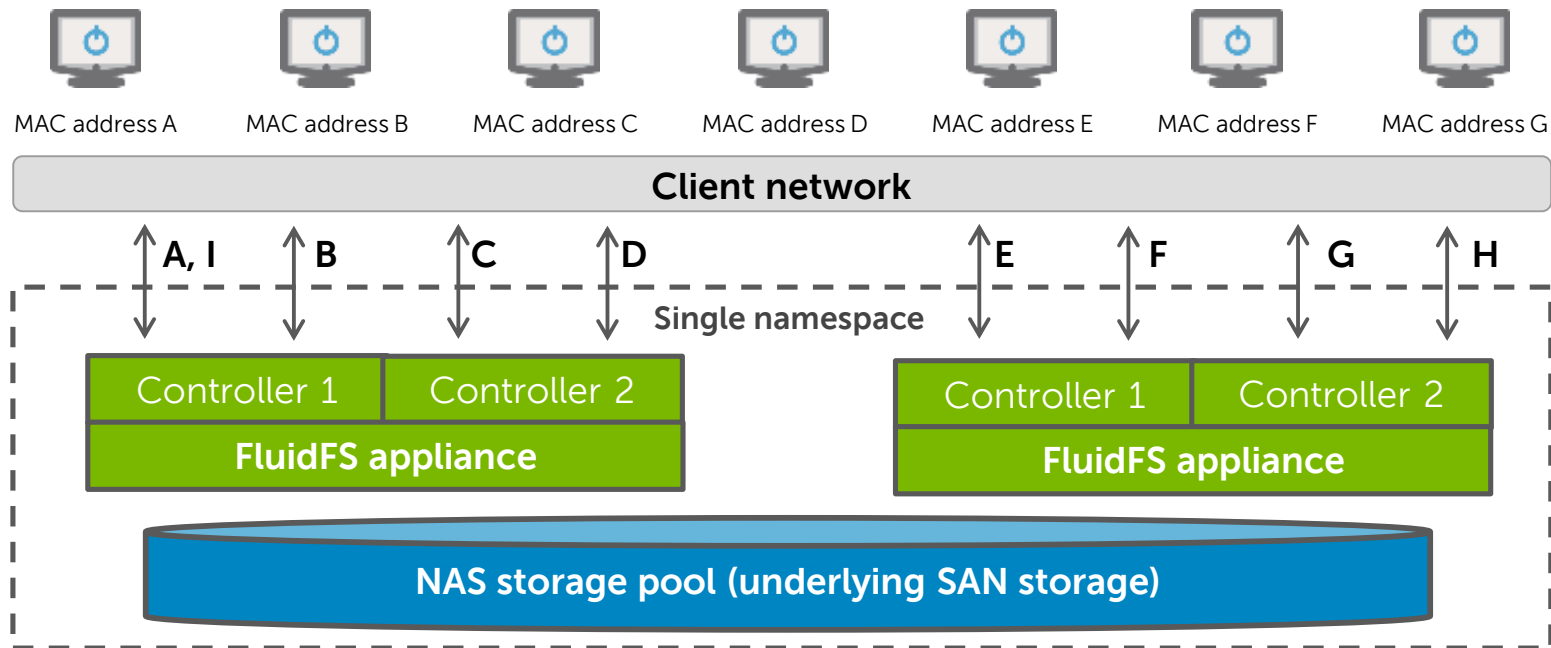 MAC address A
MAC address B
MAC address C
MAC address D
MAC address E
MAC address F
MAC address G
Client network
A, I
B
C
D
E
F
G
H
Single namespace
Controller 1
Controller 2
Controller 1
Controller 2
FluidFS appliance
FluidFS appliance
NAS storage pool (underlying SAN storage)